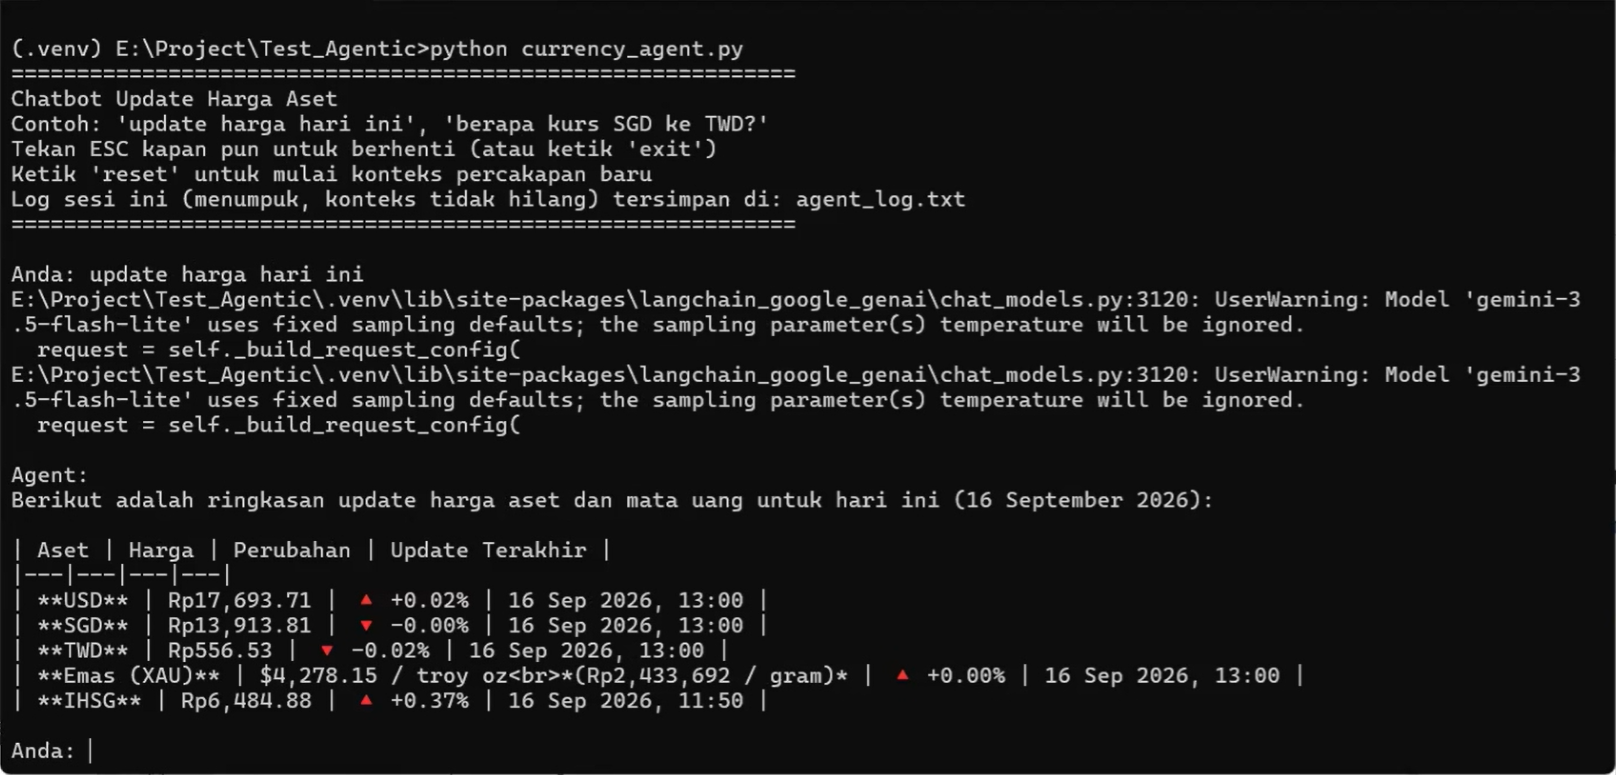 (.venv) E:\Project\Test_Agentic>python currency_agent.py
============================================================
Chatbot Update Harga Aset
Contoh: 'update harga hari ini', 'berapa kurs SGD ke TWD?'
Tekan ESC kapan pun untuk berhenti (atau ketik 'exit')
Ketik 'reset' untuk mulai konteks percakapan baru
Log sesi ini (menumpuk, konteks tidak hilang) tersimpan di: agent_log.txt
============================================================
Anda: update harga hari ini
E:\Project\Test_Agentic\.venv\lib\site-packages\langchain_google_genai\chat_models.py:3120: UserWarning: Model 'gemini-3
.5-flash-lite' uses fixed sampling defaults; the sampling parameter(s) temperature will be ignored.
  request = self._build_request_config(
E:\Project\Test_Agentic\.venv\lib\site-packages\langchain_google_genai\chat_models.py:3120: UserWarning: Model 'gemini-3
.5-flash-lite' uses fixed sampling defaults; the sampling parameter(s) temperature will be ignored.
  request = self._build_request_config(
Agent:
Berikut adalah ringkasan update harga aset dan mata uang untuk hari ini (16 September 2026):
| Aset | Harga | Perubahan | Update Terakhir |
|---|---|---|---|
| **USD** | Rp17,693.71 | 🔺 +0.02% | 16 Sep 2026, 13:00 |
| **SGD** | Rp13,913.81 | 🔻 -0.00% | 16 Sep 2026, 13:00 |
| **TWD** | Rp556.53 | 🔻 -0.02% | 16 Sep 2026, 13:00 |
| **Emas (XAU)** | $4,278.15 / troy oz<br>*(Rp2,433,692 / gram)* | 🔺 +0.00% | 16 Sep 2026, 13:00 |
| **IHSG** | Rp6,484.88 | 🔺 +0.37% | 16 Sep 2026, 11:50 |
Anda: